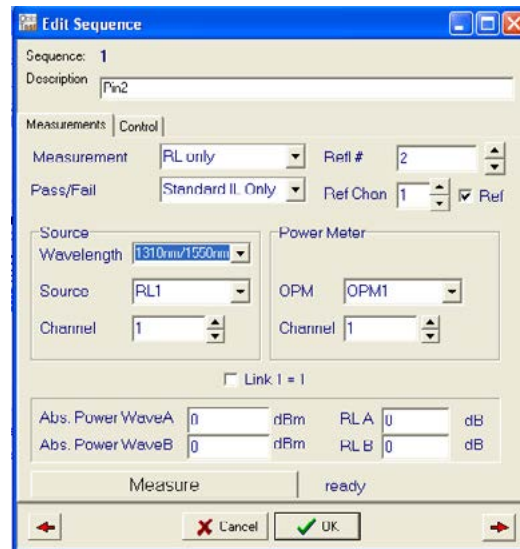 Edit Sequence
Sequence: 1
Description Pin2
Measurements Control
Measurement RL only Refl # 2
Pass/Fail Standard IL Only Ref Chan 1 Ref
Source Power Meter
Wavelength 1310nm/1550nm
Source RL1 OPM OPM1
Channel 1 Channel 1
Link 1 = 1
Abs. Power WaveA 0 dBm RL A 0 dB
Abs. Power WaveB 0 dBm RL B 0 dB
Measure ready
Cancel OK